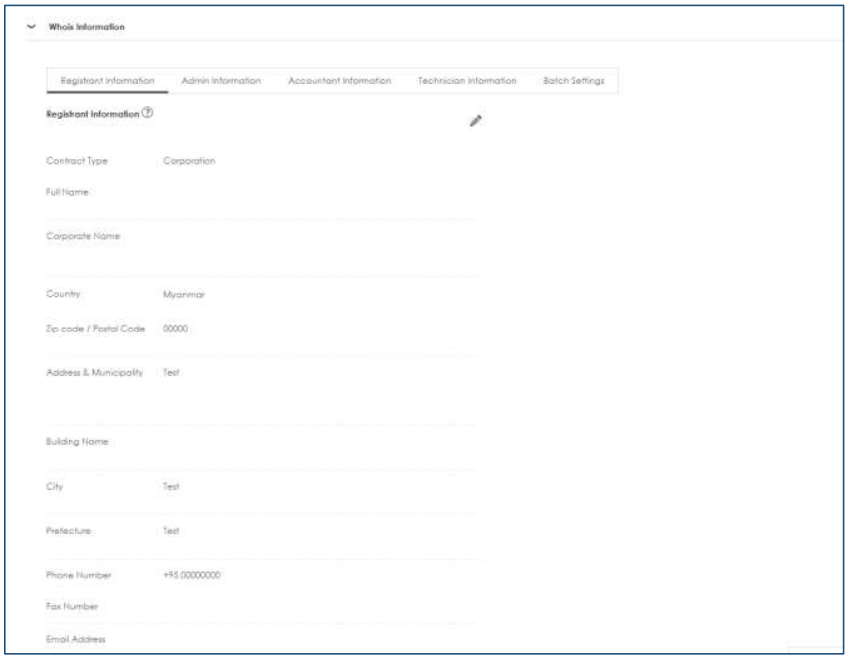 Whois Information
Registrant Information Admin Information Accountant Information Technician Information Batch Settings
Registrant Information ?
Contract Type Corporation
Full Name
Corporate Name
Country Myanmar
Zip code / Postal Code 00000
Address & Municipality Test
Building Name
City Test
Prefecture Test
Phone Number +95.00000000
Fax Number
Email Address